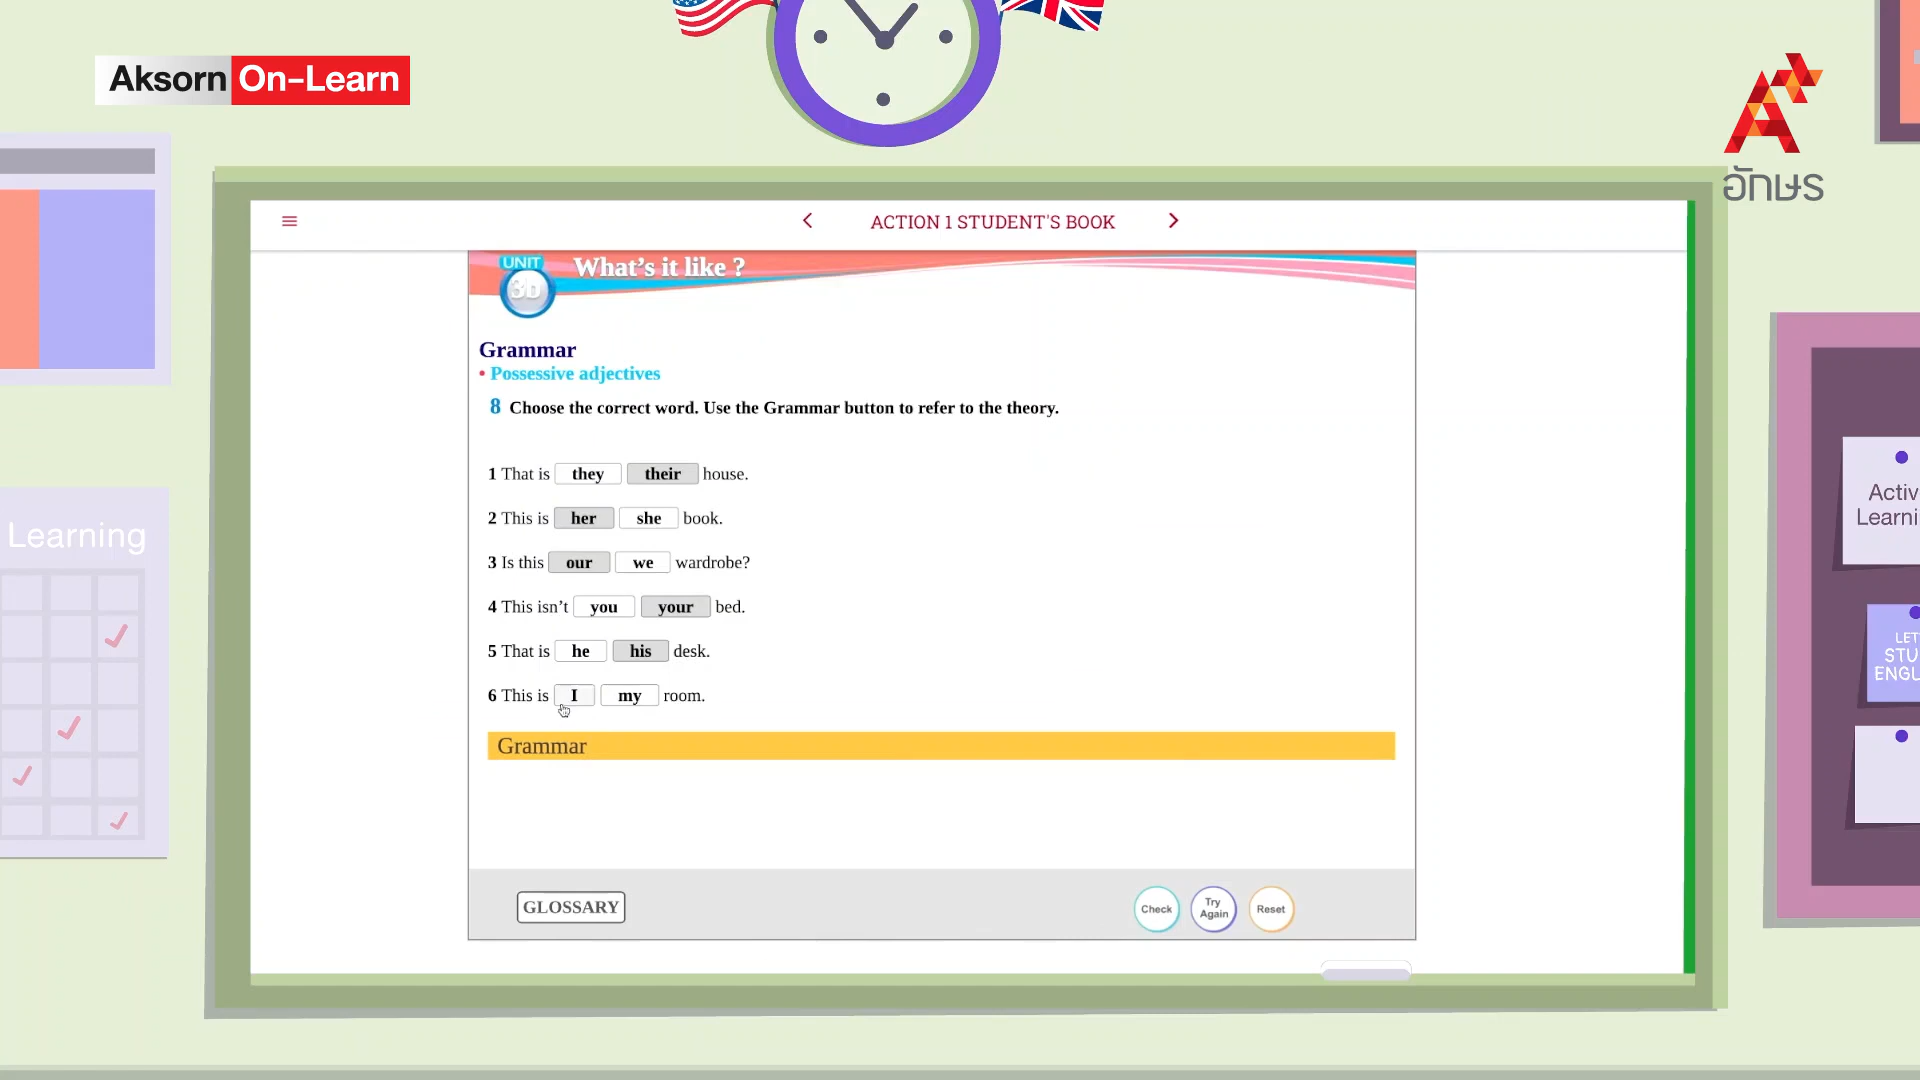 Aksorn On-Learn
อักษร
ACTION 1 STUDENT'S BOOK
UNIT
3D
What's it like ?
Grammar
• Possessive adjectives
8 Choose the correct word. Use the Grammar button to refer to the theory.
1 That is they their house.
2 This is her she book.
3 Is this our we wardrobe?
4 This isn't you your bed.
5 That is he his desk.
6 This is I my room.
Grammar
GLOSSARY
Check
Try
Again
Reset
Learning
Activ
Learni
LET
STU
ENGL